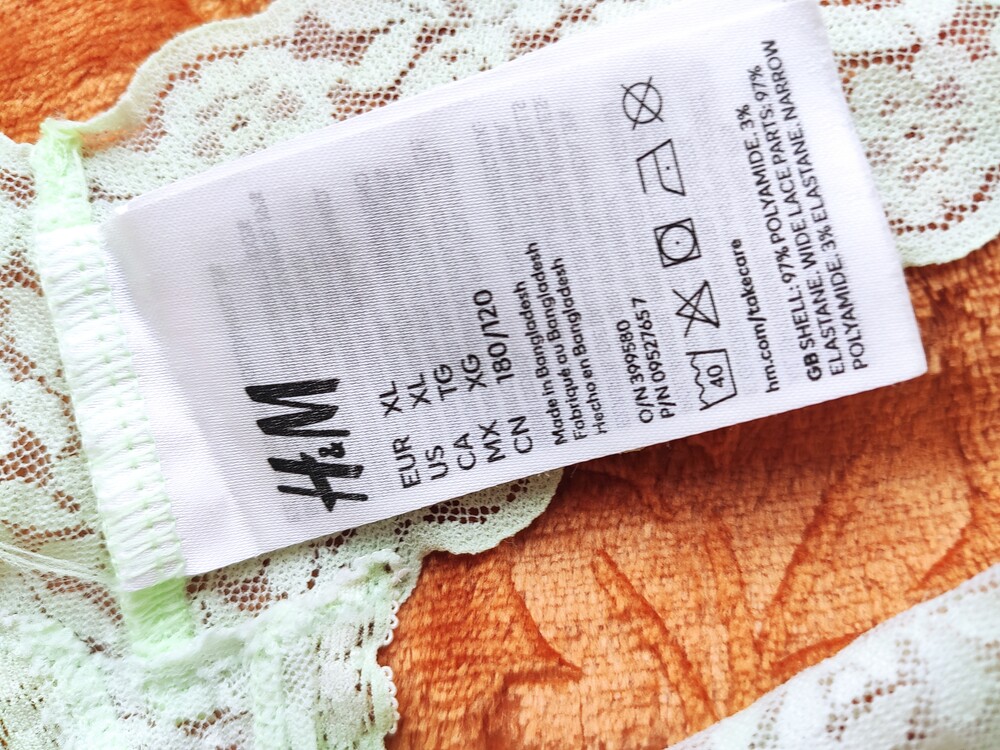 H&M
EUR XL
US XL
CA TG
MX XG
CN 180/120
Made in Bangladesh
Fabriqué au Bangladesh
Hecho en Bangladesh
O/N 399580
P/N 09527657
40
hm.com/takecare
GB SHELL: 97% POLYAMIDE. 3%
ELASTANE. WIDE LACE PARTS: 97%
POLYAMIDE. 3% ELASTANE. NARROW